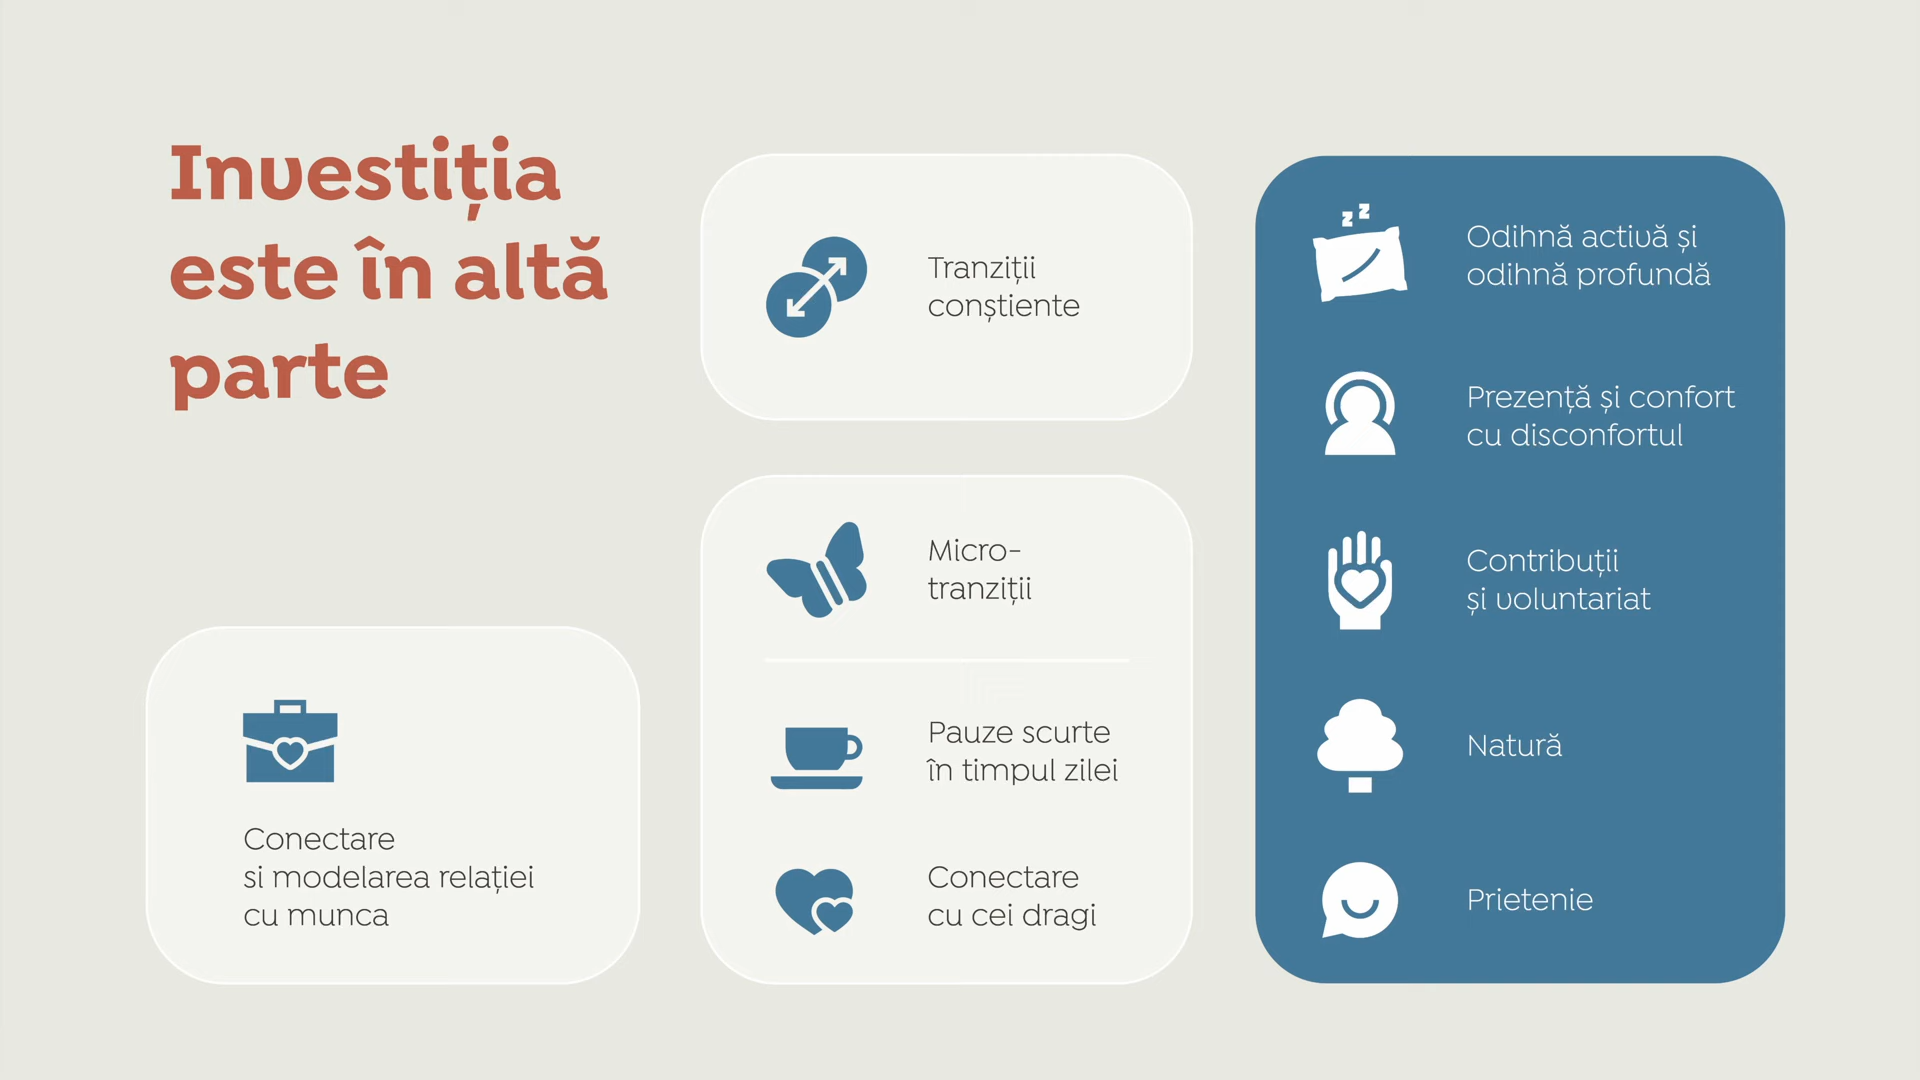 Investiția
este în altă
parte
Conectare
si modelarea relației
cu munca
Tranziții
conștiente
Micro-
tranziții
Pauze scurte
în timpul zilei
Conectare
cu cei dragi
Odihnă activă și
odihnă profundă
Prezență și confort
cu disconfortul
Contribuții
și voluntariat
Natură
Prietenie